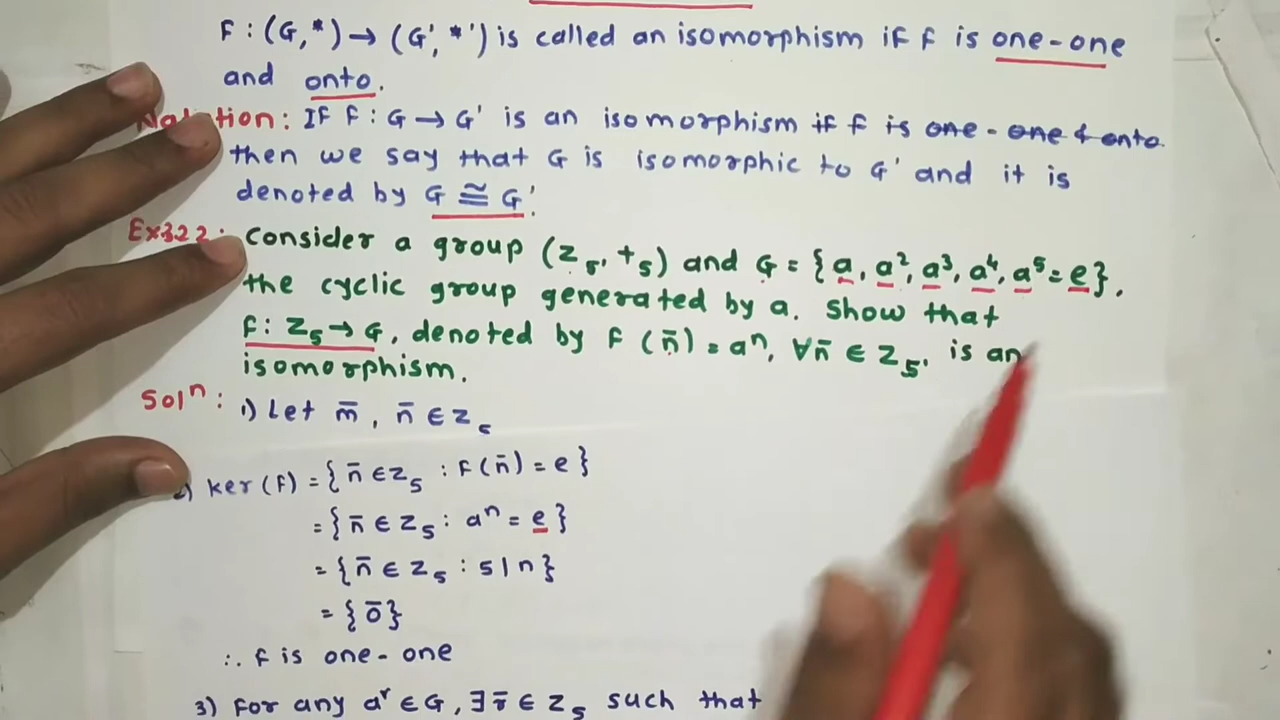 F : (G, *) → (G', *') is called an isomorphism if F is one-one
and onto.
Notation: If F : G → G' is an isomorphism if f is one-one & onto
then we say that G is isomorphic to G' and it is
denoted by G ≅ G'.
Ex322: Consider a group (Z₅, +₅) and G = {a, a², a³, a⁴, a⁵ = e},
the cyclic group generated by a. Show that
F : Z₅ → G, denoted by F(n̄) = aⁿ, ∀n̄ ∈ Z₅, is an
isomorphism.
Solⁿ: 1) Let m̄, n̄ ∈ Z₅
2) Ker (F) = {n̄ ∈ Z₅ : F(n̄) = e}
= {n̄ ∈ Z₅ : aⁿ = e}
= {n̄ ∈ Z₅ : 5|n}
= {0̄}
∴ f is one-one
3) For any aʳ ∈ G, ∃ r̄ ∈ Z₅ such that